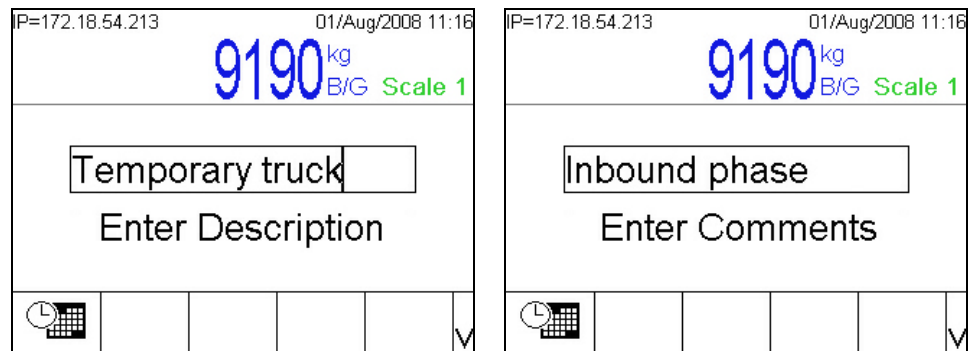 IP=172.18.54.213 01/Aug/2008 11:16
9190 kg
B/G Scale 1
Temporary truck
Enter Description
V
IP=172.18.54.213 01/Aug/2008 11:16
9190 kg
B/G Scale 1
Inbound phase
Enter Comments
V